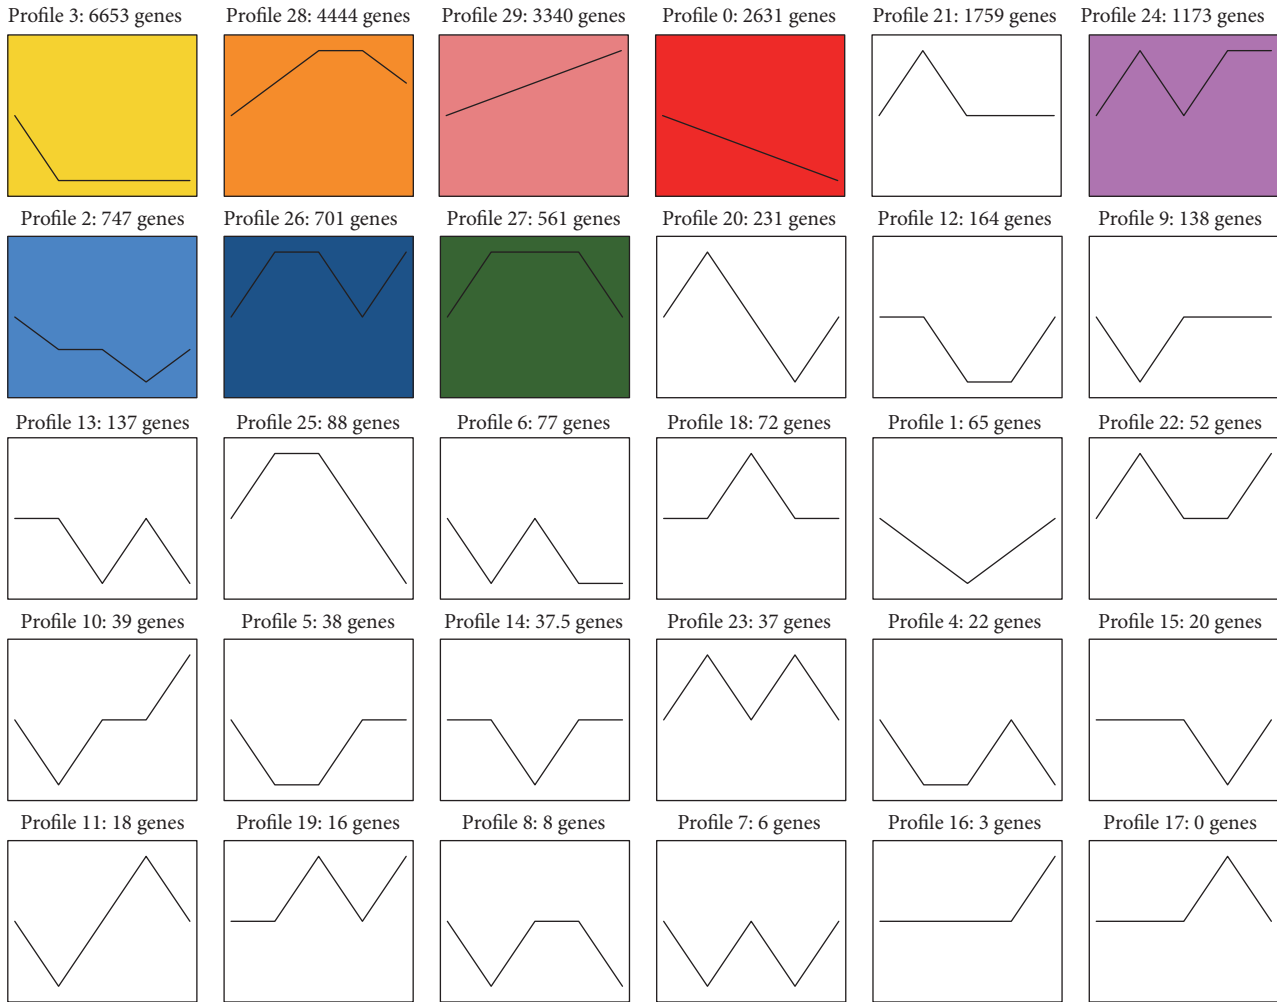 Profile 3: 6653 genes
Profile 28: 4444 genes
Profile 29: 3340 genes
Profile 0: 2631 genes
Profile 21: 1759 genes
Profile 24: 1173 genes
Profile 2: 747 genes
Profile 26: 701 genes
Profile 27: 561 genes
Profile 20: 231 genes
Profile 12: 164 genes
Profile 9: 138 genes
Profile 13: 137 genes
Profile 25: 88 genes
Profile 6: 77 genes
Profile 18: 72 genes
Profile 1: 65 genes
Profile 22: 52 genes
Profile 10: 39 genes
Profile 5: 38 genes
Profile 14: 37.5 genes
Profile 23: 37 genes
Profile 4: 22 genes
Profile 15: 20 genes
Profile 11: 18 genes
Profile 19: 16 genes
Profile 8: 8 genes
Profile 7: 6 genes
Profile 16: 3 genes
Profile 17: 0 genes